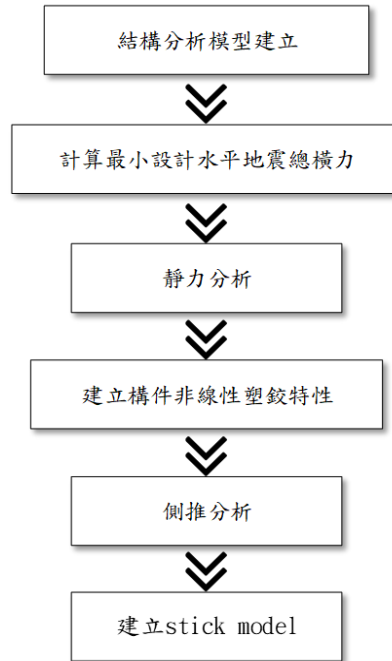 結構分析模型建立
計算最小設計水平地震總橫力
靜力分析
建立構件非線性塑鉸特性
側推分析
建立stick model